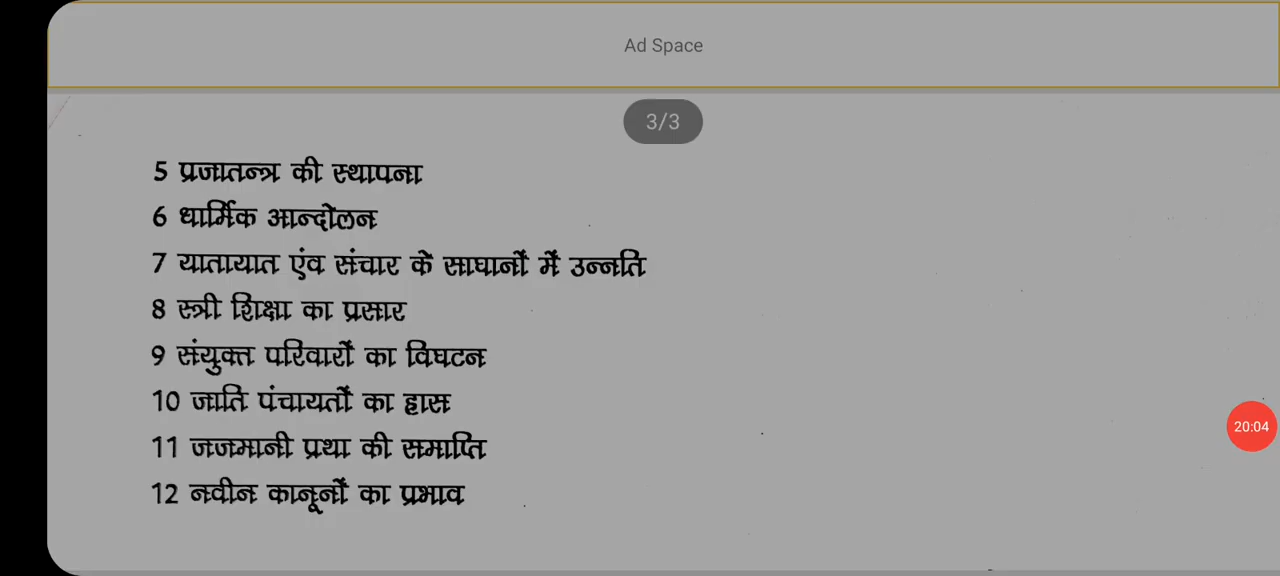 Ad Space
3/3
5 प्रजातन्त्र की स्थापना
6 धार्मिक आन्दोलन
7 यातायात एंव संचार के साघानों में उन्नति
8 स्त्री शिक्षा का प्रसार
9 संयुक्त परिवारों का विघटन
10 जाति पंचायतों का ह्रास
11 जजमानी प्रथा की समाप्ति
12 नवीन कानूनों का प्रभाव
20:04